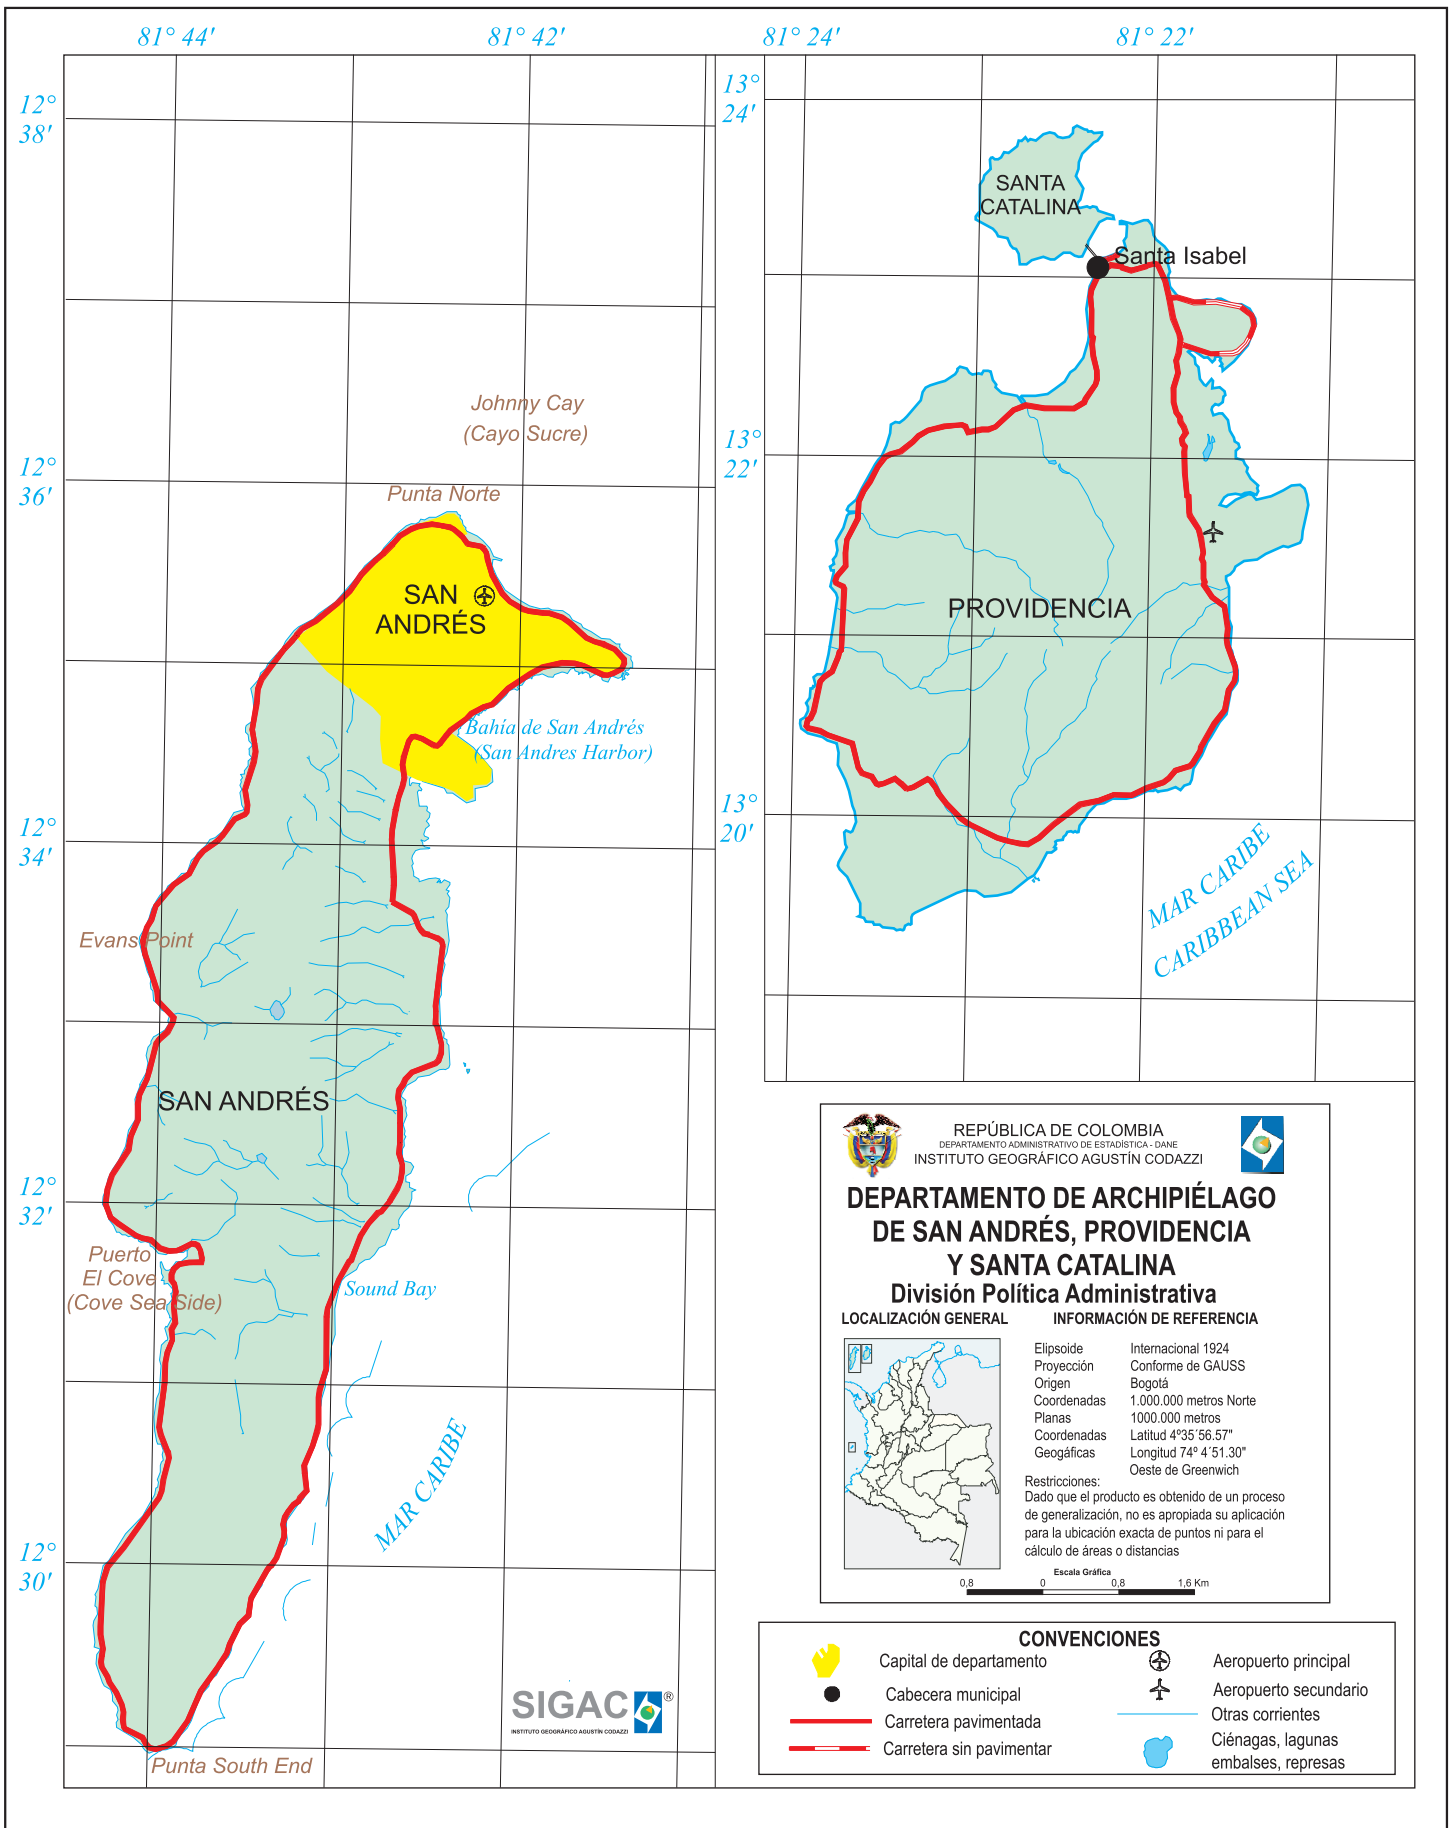 81° 44'
81° 42'
81° 24'
81° 22'
12°
38'
12°
36'
12°
34'
12°
32'
12°
30'
13°
24'
13°
22'
13°
20'
Johnny Cay
(Cayo Sucre)
Punta Norte
SAN
ANDRÉS
Bahía de San Andrés
(San Andres Harbor)
Evans Point
SAN ANDRÉS
Puerto
El Cove
(Cove Sea Side)
Sound Bay
MAR CARIBE
Punta South End
SIGAC ®
INSTITUTO GEOGRÁFICO AGUSTÍN CODAZZI
SANTA
CATALINA
Santa Isabel
PROVIDENCIA
MAR CARIBE
CARIBBEAN SEA
REPÚBLICA DE COLOMBIA
DEPARTAMENTO ADMINISTRATIVO DE ESTADÍSTICA - DANE
INSTITUTO GEOGRÁFICO AGUSTÍN CODAZZI
DEPARTAMENTO DE ARCHIPIÉLAGO
DE SAN ANDRÉS, PROVIDENCIA
Y SANTA CATALINA
División Política Administrativa
LOCALIZACIÓN GENERAL
INFORMACIÓN DE REFERENCIA
Elipsoide Internacional 1924
Proyección Conforme de GAUSS
Origen Bogotá
Coordenadas 1.000.000 metros Norte
Planas 1000.000 metros
Coordenadas Latitud 4º35´56.57"
Geogáficas Longitud 74º 4´51.30"
Oeste de Greenwich
Restricciones:
Dado que el producto es obtenido de un proceso
de generalización, no es apropiada su aplicación
para la ubicación exacta de puntos ni para el
cálculo de áreas o distancias
Escala Gráfica
0,8 0 0,8 1,6 Km
CONVENCIONES
Capital de departamento
Cabecera municipal
Carretera pavimentada
Carretera sin pavimentar
Aeropuerto principal
Aeropuerto secundario
Otras corrientes
Ciénagas, lagunas
embalses, represas